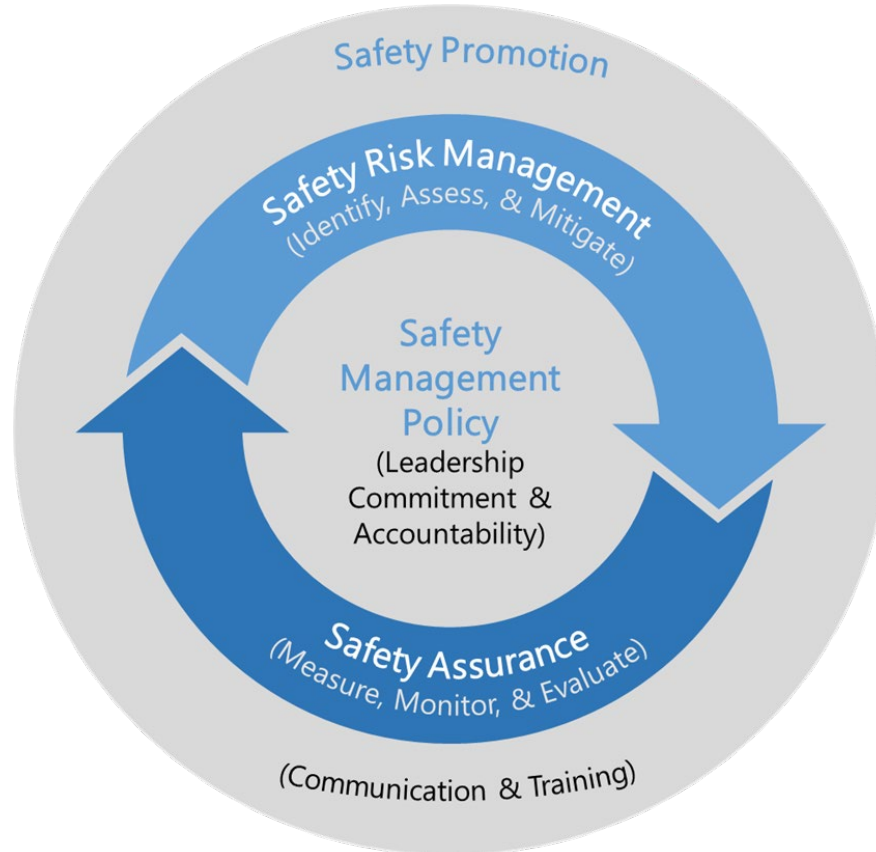 Safety Promotion
Safety Risk Management
(Identify, Assess, & Mitigate)
Safety
Management
Policy
(Leadership
Commitment &
Accountability)
Safety Assurance
(Measure, Monitor, & Evaluate)
(Communication & Training)